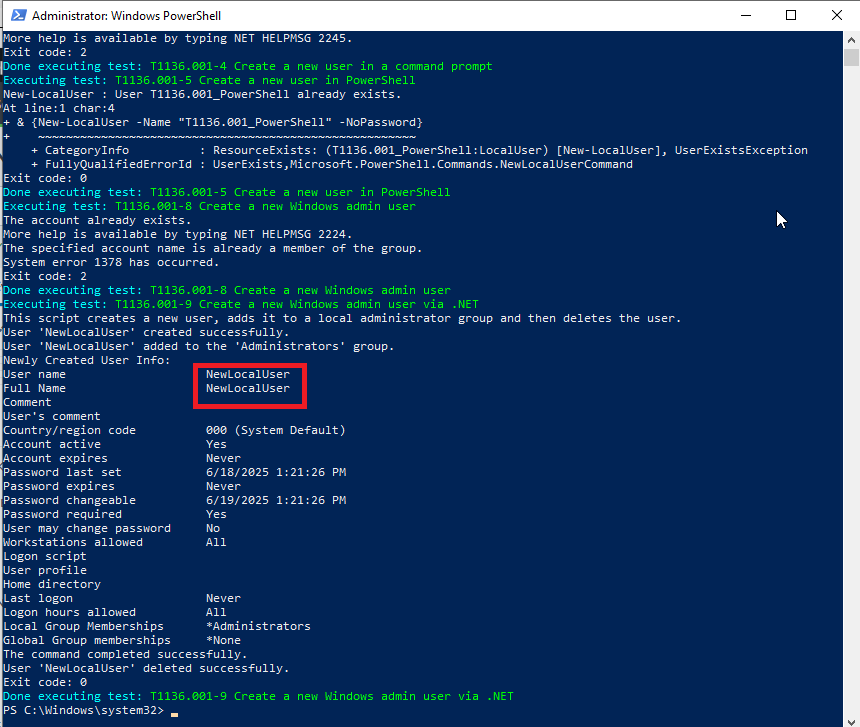 Administrator: Windows PowerShell
More help is available by typing NET HELPMSG 2245.
Exit code: 2
Done executing test: T1136.001-4 Create a new user in a command prompt
Executing test: T1136.001-5 Create a new user in PowerShell
New-LocalUser : User T1136.001_PowerShell already exists.
At line:1 char:4
+ & {New-LocalUser -Name "T1136.001_PowerShell" -NoPassword}
+    ~~~~~~~~~~~~~~~~~~~~~~~~~~~~~~~~~~~~~~~~~~~~~~~~~~~~~~
    + CategoryInfo          : ResourceExists: (T1136.001_PowerShell:LocalUser) [New-LocalUser], UserExistsException
    + FullyQualifiedErrorId : UserExists,Microsoft.PowerShell.Commands.NewLocalUserCommand
Exit code: 0
Done executing test: T1136.001-5 Create a new user in PowerShell
Executing test: T1136.001-8 Create a new Windows admin user
The account already exists.
More help is available by typing NET HELPMSG 2224.
The specified account name is already a member of the group.
System error 1378 has occurred.
Exit code: 2
Done executing test: T1136.001-8 Create a new Windows admin user
Executing test: T1136.001-9 Create a new Windows admin user via .NET
This script creates a new user, adds it to a local administrator group and then deletes the user.
User 'NewLocalUser' created successfully.
User 'NewLocalUser' added to the 'Administrators' group.
Newly Created User Info:
User name                    NewLocalUser
Full Name                    NewLocalUser
Comment
User's comment
Country/region code          000 (System Default)
Account active               Yes
Account expires              Never
Password last set            6/18/2025 1:21:26 PM
Password expires             Never
Password changeable          6/19/2025 1:21:26 PM
Password required            Yes
User may change password     No
Workstations allowed         All
Logon script
User profile
Home directory
Last logon                   Never
Logon hours allowed          All
Local Group Memberships      *Administrators
Global Group memberships     *None
The command completed successfully.
User 'NewLocalUser' deleted successfully.
Exit code: 0
Done executing test: T1136.001-9 Create a new Windows admin user via .NET
PS C:\Windows\system32> _